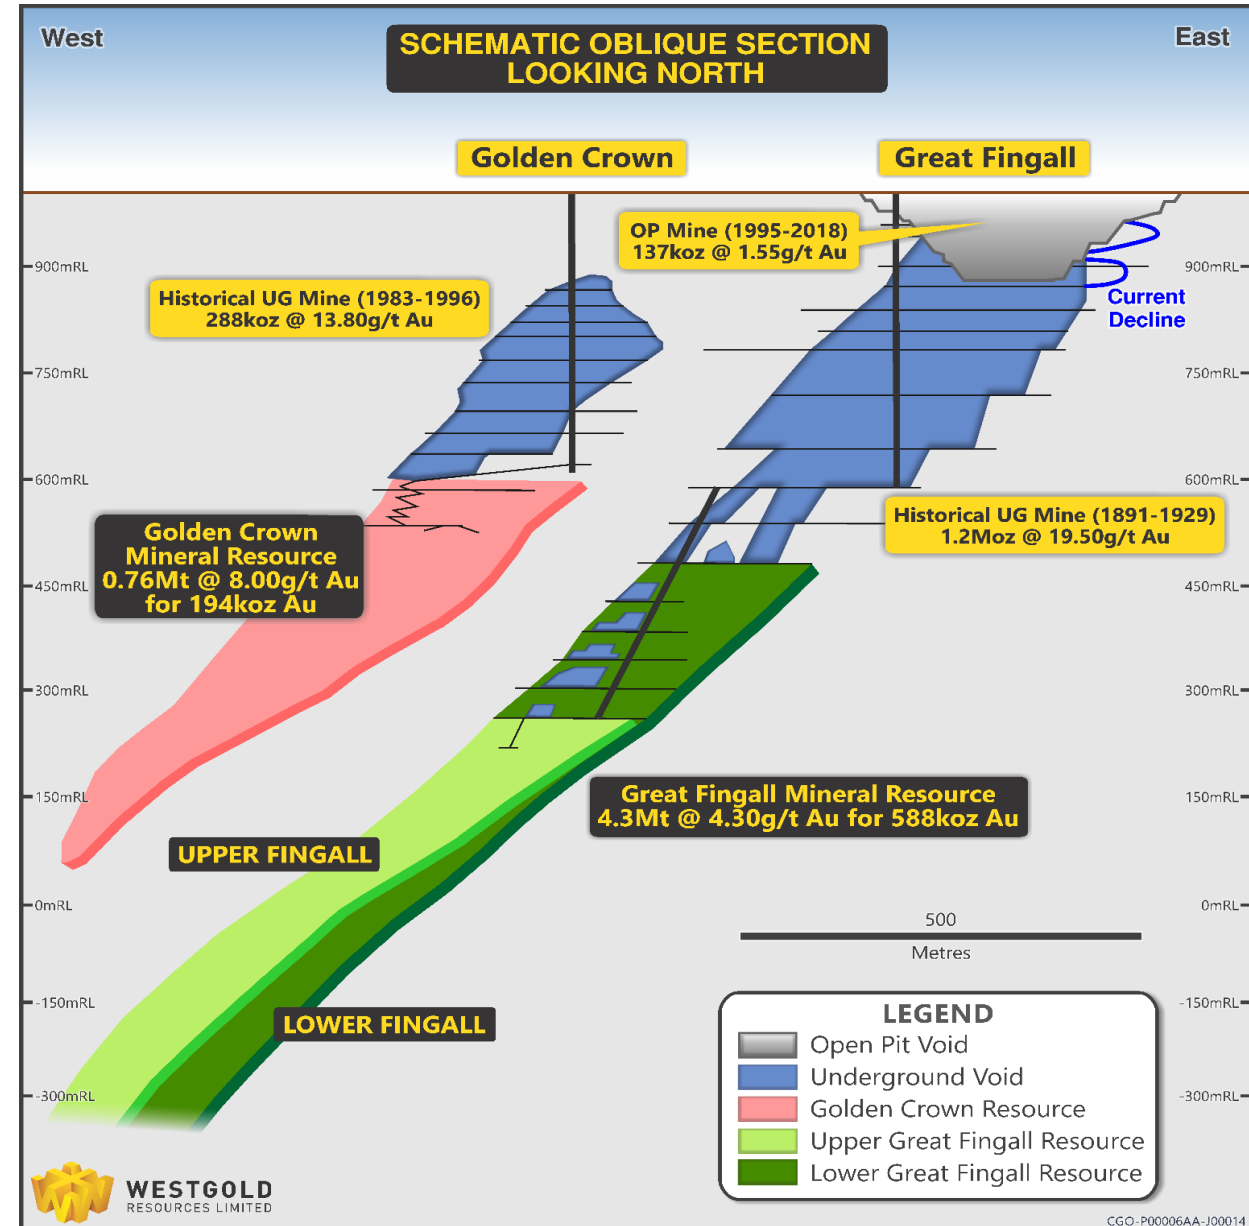 West
SCHEMATIC OBLIQUE SECTION
LOOKING NORTH
East
Golden Crown
Great Fingall
OP Mine (1995-2018)
137koz @ 1.55g/t Au
900mRL
900mRL
Historical UG Mine (1983-1996)
288koz @ 13.80g/t Au
Current
Decline
750mRL
750mRL
600mRL
600mRL
Historical UG Mine (1891-1929)
1.2Moz @ 19.50g/t Au
Golden Crown
Mineral Resource
0.76Mt @ 8.00g/t Au
for 194koz Au
450mRL
450mRL
300mRL
300mRL
150mRL
150mRL
Great Fingall Mineral Resource
4.3Mt @ 4.30g/t Au for 588koz Au
UPPER FINGALL
0mRL
0mRL
500
Metres
-150mRL
-150mRL
LOWER FINGALL
LEGEND
Open Pit Void
Underground Void
Golden Crown Resource
Upper Great Fingall Resource
Lower Great Fingall Resource
-300mRL
-300mRL
WESTGOLD
RESOURCES LIMITED
CGO-P00006AA-J00014